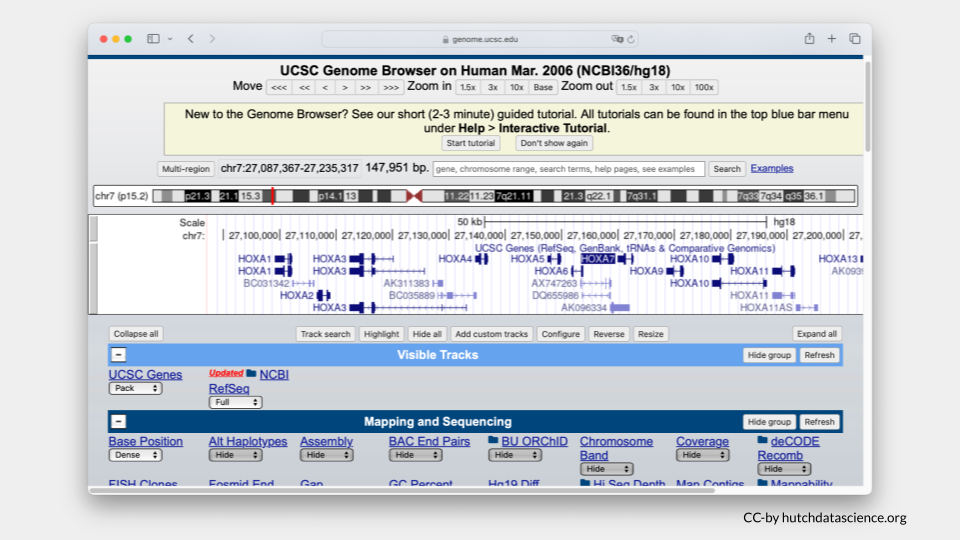 genome.ucsc.edu
UCSC Genome Browser on Human Mar. 2006 (NCBI36/hg18)
Move <<< << < > >> >>> Zoom in 1.5x 3x 10x Base Zoom out 1.5x 3x 10x 100x
New to the Genome Browser? See our short (2-3 minute) guided tutorial. All tutorials can be found in the top blue bar menu
under Help > Interactive Tutorial.
Start tutorial Don't show again
Multi-region chr7:27,087,367-27,235,317 147,951 bp. gene, chromosome range, search terms, help pages, see examples Search Examples
chr7 (p15.2) p21.3 21.1 15.3 p14.1 13 11.22 11.23 7q21.11 21.3 q22.1 7q31.1 7q33 7q34 q35 36.1
Scale 50 kb hg18
chr7: 27,100,000 27,110,000 27,120,000 27,130,000 27,140,000 27,150,000 27,160,000 27,170,000 27,180,000 27,190,000 27,200,000 27,
UCSC Genes (RefSeq, GenBank, tRNAs & Comparative Genomics)
HOXA1 HOXA3 HOXA4 HOXA5 HOXA7 HOXA10 HOXA13
HOXA1 HOXA3 HOXA6 HOXA9 HOXA11 AK093
BC031342 AK311383 AX747263 HOXA10
HOXA2 BC035889 DQ655986 HOXA11
HOXA3 AK096334 HOXA11AS
Collapse all Track search Highlight Hide all Add custom tracks Configure Reverse Resize Expand all
− Visible Tracks Hide group Refresh
UCSC Genes Updated NCBI
Pack RefSeq
Full
− Mapping and Sequencing Hide group Refresh
Base Position Alt Haplotypes Assembly BAC End Pairs BU ORChID Chromosome Coverage deCODE
Dense Hide Hide Hide Hide Band Hide Recomb
Hide Hide
FISH Clones Fosmid End Gap GC Percent Hg19 Diff Hi Seq Depth Map Contigs Mappability
CC-by hutchdatascience.org